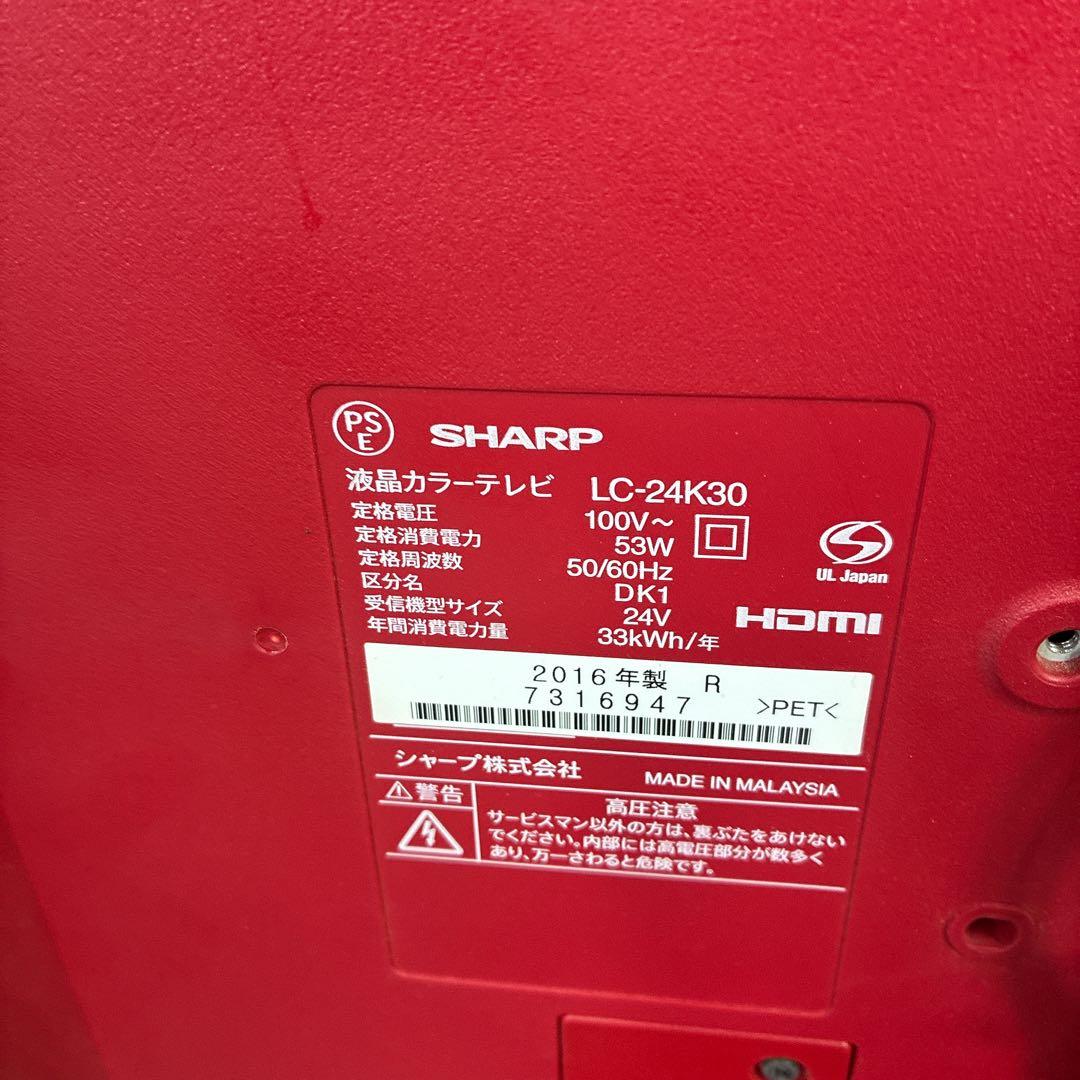 PS
E
SHARP
液晶カラーテレビ LC-24K30
定格電圧 100V～
定格消費電力 53W
定格周波数 50/60Hz
区分名 DK1
受信機型サイズ 24V
年間消費電力量 33kWh/年
UL Japan
HDMI
2016年製 R
7316947 >PET<
シャープ株式会社 MADE IN MALAYSIA
⚠警告
高圧注意
サービスマン以外の方は、裏ぶたをあけない
でください。内部には高電圧部分が数多く
あり、万一さわると危険です。